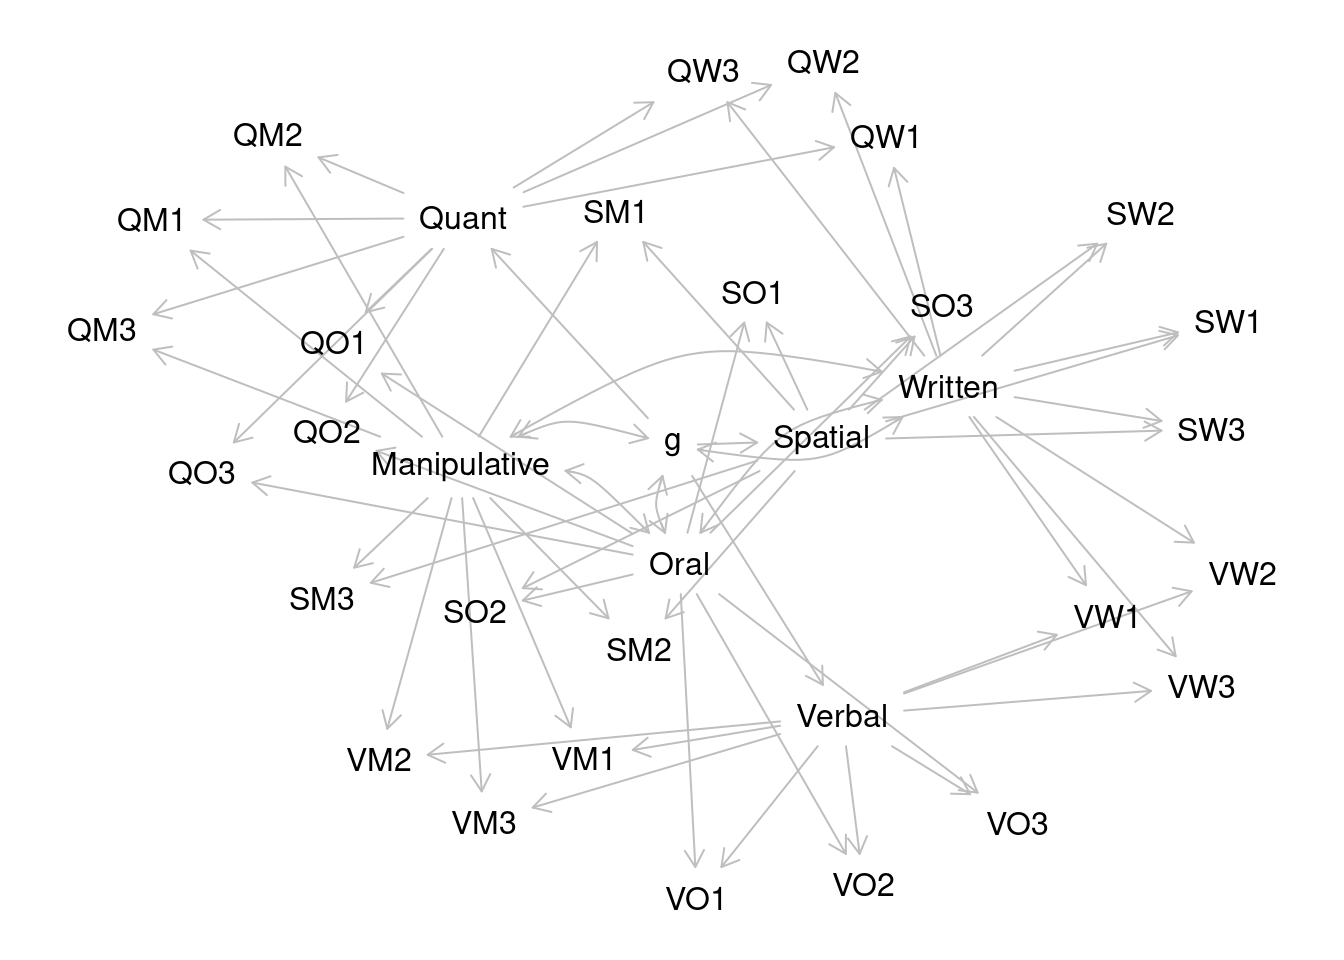 QW2
QW3
QM2
QW1
QM1
Quant
SM1
SW2
SO1
SO3
SW1
QM3
QO1
Written
QO2
g
Spatial
SW3
Manipulative
QO3
Oral
VW2
SM3
SO2
VW1
SM2
VW3
Verbal
VM2
VM1
VM3
VO3
VO2
VO1